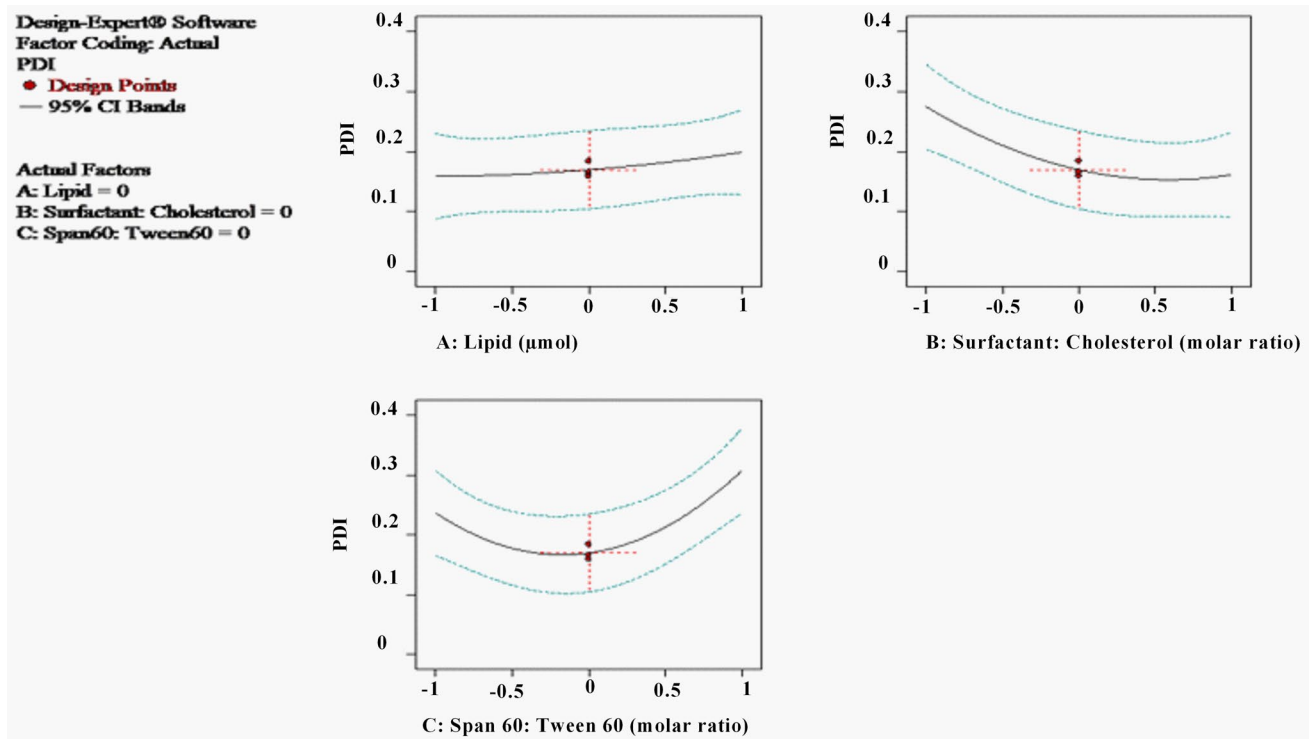 Design-Expert® Software
Factor Coding: Actual
PDI
Design Points
95% CI Bands
Actual Factors
A: Lipid = 0
B: Surfactant: Cholesterol = 0
C: Span60: Tween60 = 0
0.4
0.3
0.2
0.1
0
PDI
-1 -0.5 0 0.5 1
A: Lipid (µmol)
0.4
0.3
0.2
0.1
0
PDI
-1 -0.5 0 0.5 1
B: Surfactant: Cholesterol (molar ratio)
0.4
0.3
0.2
0.1
0
PDI
-1 -0.5 0 0.5 1
C: Span 60: Tween 60 (molar ratio)